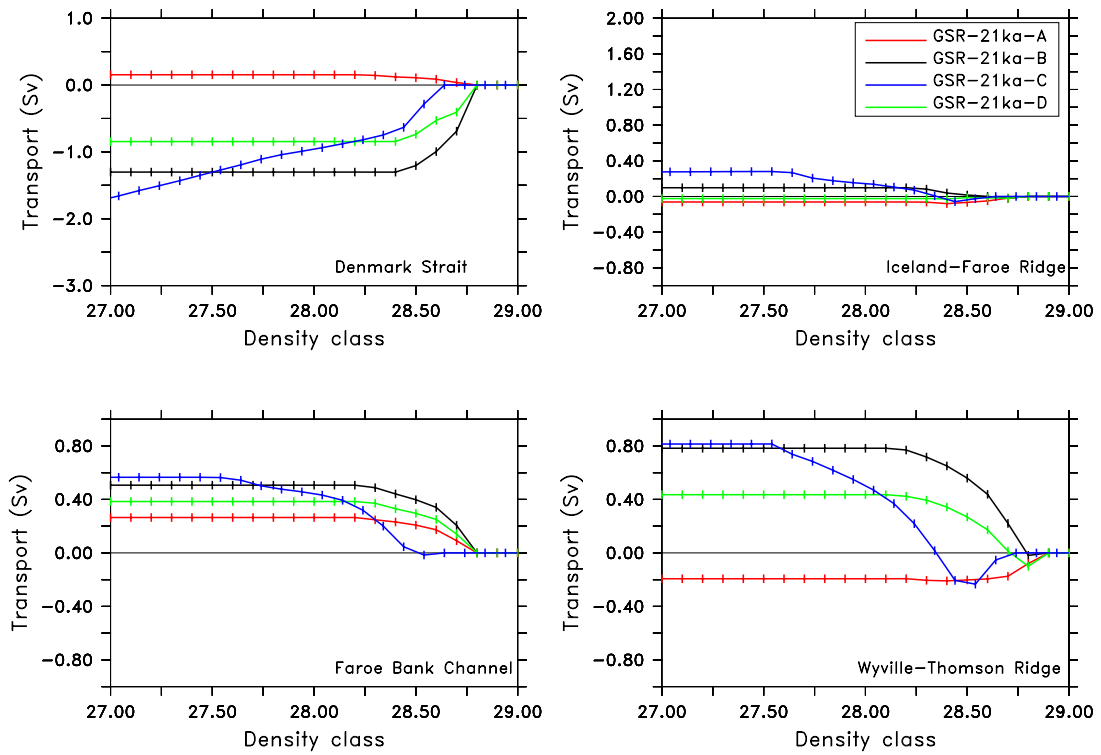 1.0
0.0
-1.0
-2.0
-3.0
Transport (Sv)
Denmark Strait
27.00 27.50 28.00 28.50 29.00
Density class
2.00
1.60
1.20
0.80
0.40
0.00
-0.40
-0.80
Transport (Sv)
GSR-21ka-A
GSR-21ka-B
GSR-21ka-C
GSR-21ka-D
Iceland-Faroe Ridge
27.00 27.50 28.00 28.50 29.00
Density class
0.80
0.40
0.00
-0.40
-0.80
Transport (Sv)
Faroe Bank Channel
27.00 27.50 28.00 28.50 29.00
Density class
0.80
0.40
0.00
-0.40
-0.80
Transport (Sv)
Wyville-Thomson Ridge
27.00 27.50 28.00 28.50 29.00
Density class